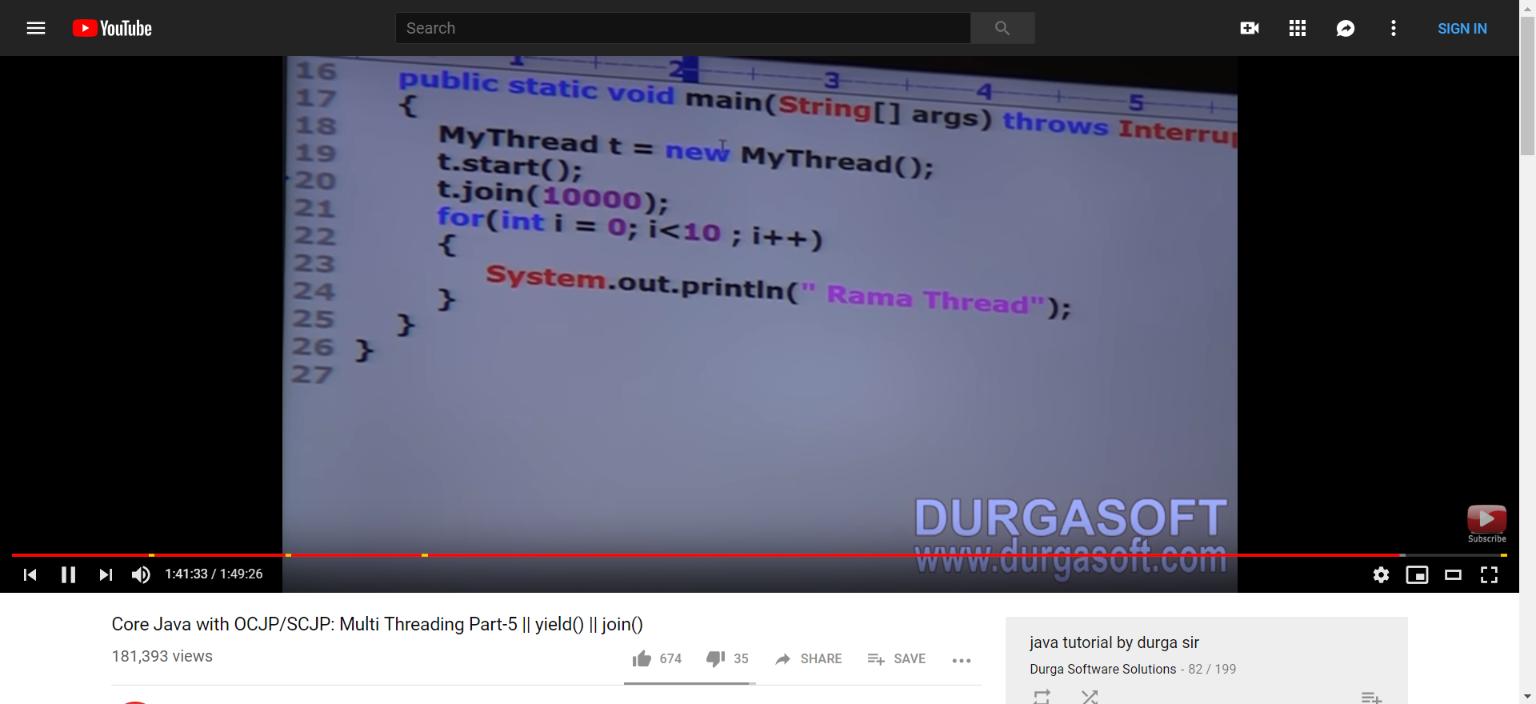 YouTube
Search
SIGN IN
1 2 3 4 5
16 public static void main(String[] args) throws Interrup
17 {
18 MyThread t = new MyThread();
19 t.start();
20 t.join(10000);
21 for(int i = 0; i<10 ; i++)
22 {
23 System.out.println(" Rama Thread");
24 }
25 }
26 }
27
DURGASOFT
www.durgasoft.com
Subscribe
1:41:33 / 1:49:26
Core Java with OCJP/SCJP: Multi Threading Part-5 || yield() || join()
181,393 views
674 35 SHARE SAVE
java tutorial by durga sir
Durga Software Solutions - 82 / 199